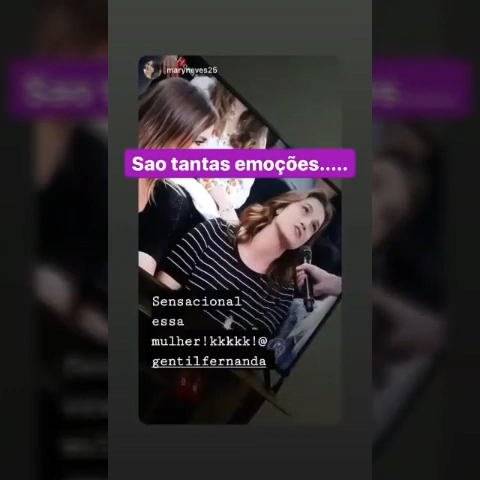 maryneves25
Sao tantas emoções.....
Sensacional
essa
mulher!kkkkk!@
gentilfernanda